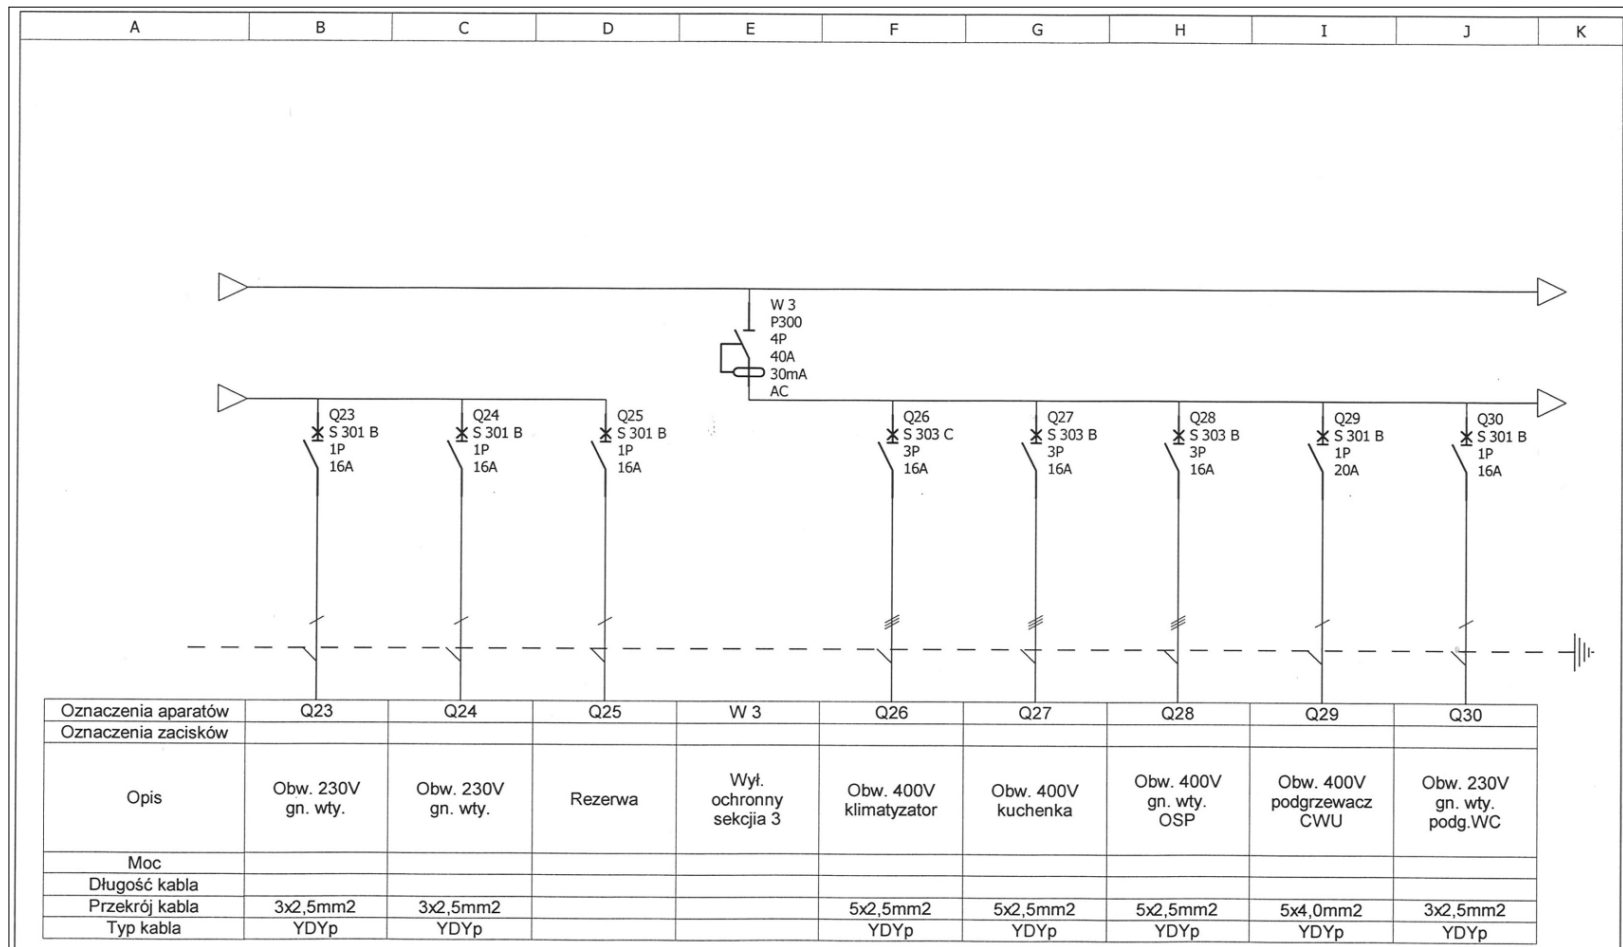 A B C D E F G H I J K
W 3
P300
4P
40A
30mA
AC
Q23
S 301 B
1P
16A
Q24
S 301 B
1P
16A
Q25
S 301 B
1P
16A
Q26
S 303 C
3P
16A
Q27
S 303 B
3P
16A
Q28
S 303 B
3P
16A
Q29
S 301 B
1P
20A
Q30
S 301 B
1P
16A
Oznaczenia aparatów Q23 Q24 Q25 W 3 Q26 Q27 Q28 Q29 Q30
Oznaczenia zacisków
Opis
Obw. 230V
gn. wty.
Obw. 230V
gn. wty.
Rezerwa
Wył.
ochronny
sekcjia 3
Obw. 400V
klimatyzator
Obw. 400V
kuchenka
Obw. 400V
gn. wty.
OSP
Obw. 400V
podgrzewacz
CWU
Obw. 230V
gn. wty.
podg.WC
Moc
Długość kabla
Przekrój kabla 3x2,5mm2 3x2,5mm2 5x2,5mm2 5x2,5mm2 5x2,5mm2 5x4,0mm2 3x2,5mm2
Typ kabla YDYp YDYp YDYp YDYp YDYp YDYp YDYp